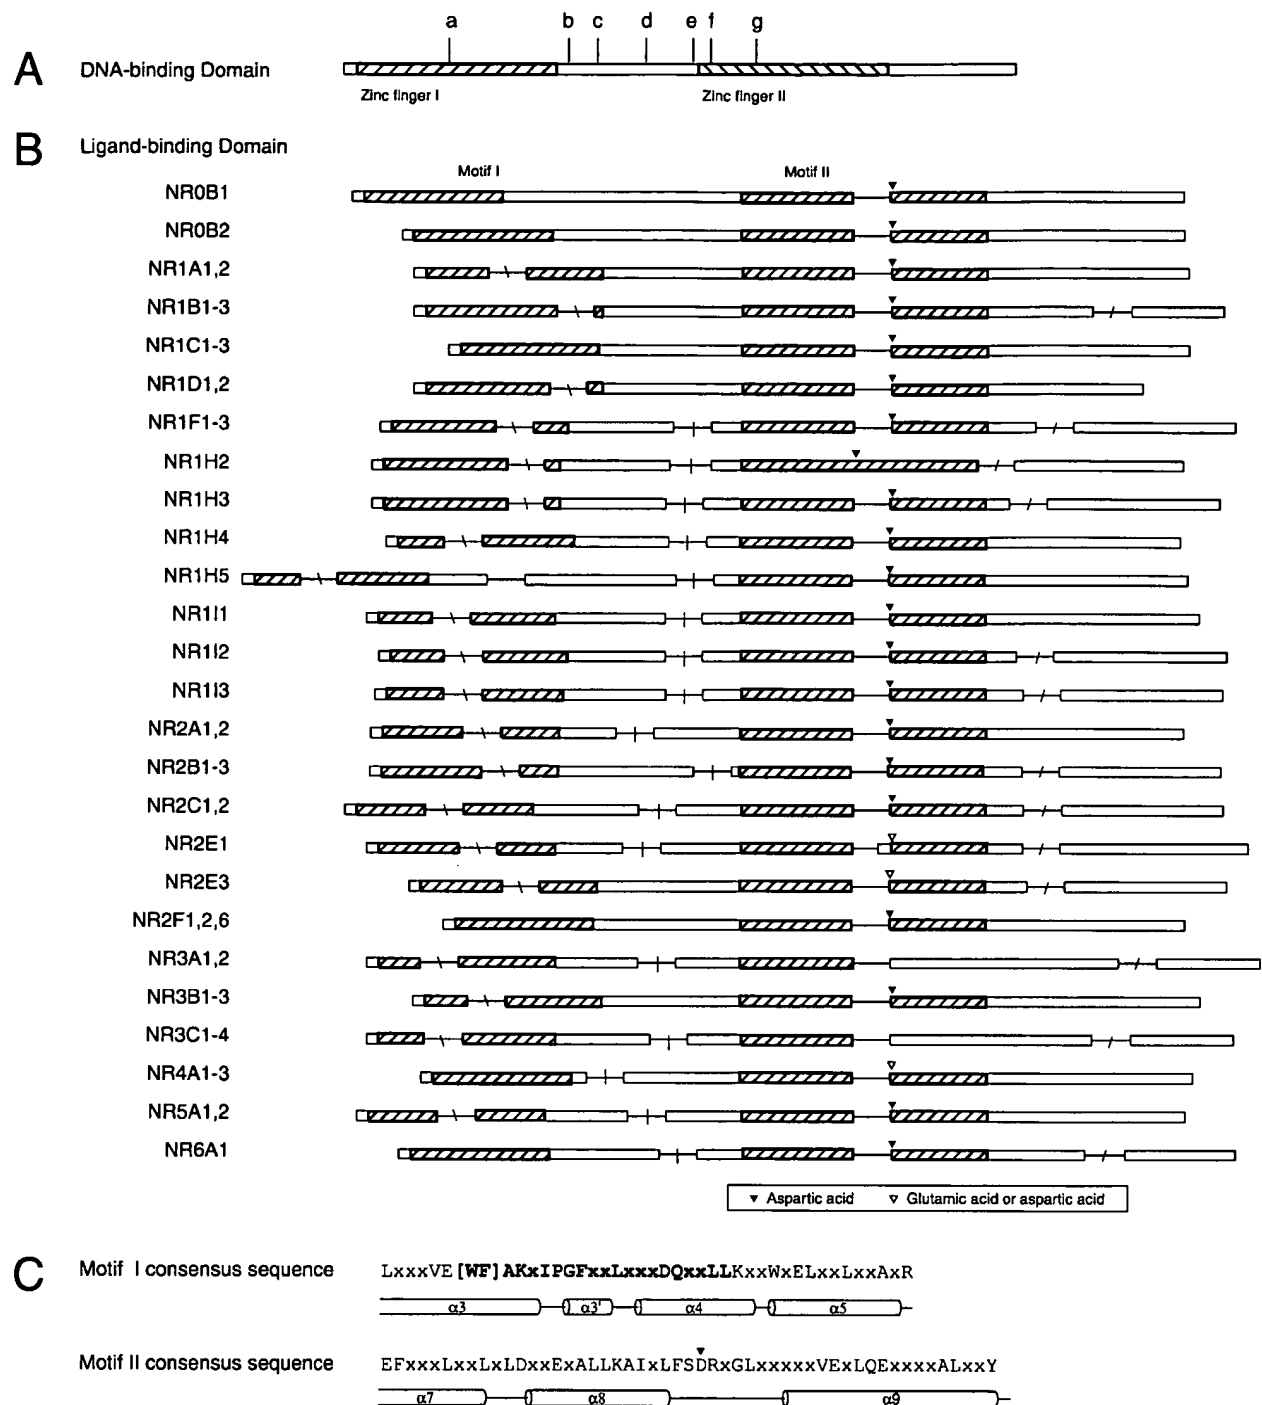 a b c d e f g
A DNA-binding Domain
Zinc finger I Zinc finger II
B Ligand-binding Domain
Motif I Motif II
NR0B1
NR0B2
NR1A1,2
NR1B1-3
NR1C1-3
NR1D1,2
NR1F1-3
NR1H2
NR1H3
NR1H4
NR1H5
NR1I1
NR1I2
NR1I3
NR2A1,2
NR2B1-3
NR2C1,2
NR2E1
NR2E3
NR2F1,2,6
NR3A1,2
NR3B1-3
NR3C1-4
NR4A1-3
NR5A1,2
NR6A1
▼ Aspartic acid ▽ Glutamic acid or aspartic acid
C Motif I consensus sequence LxxxVE[WF]AKxIPGFxxLxxxDQxxLLKxxWxELxxLxxAxR
α3 α3' α4 α5
Motif II consensus sequence EFxxxLxxLxLDxxExALLKAIxLFSDRxGLxxxxxVExLQExxxxALxxY
α7 α8 α9